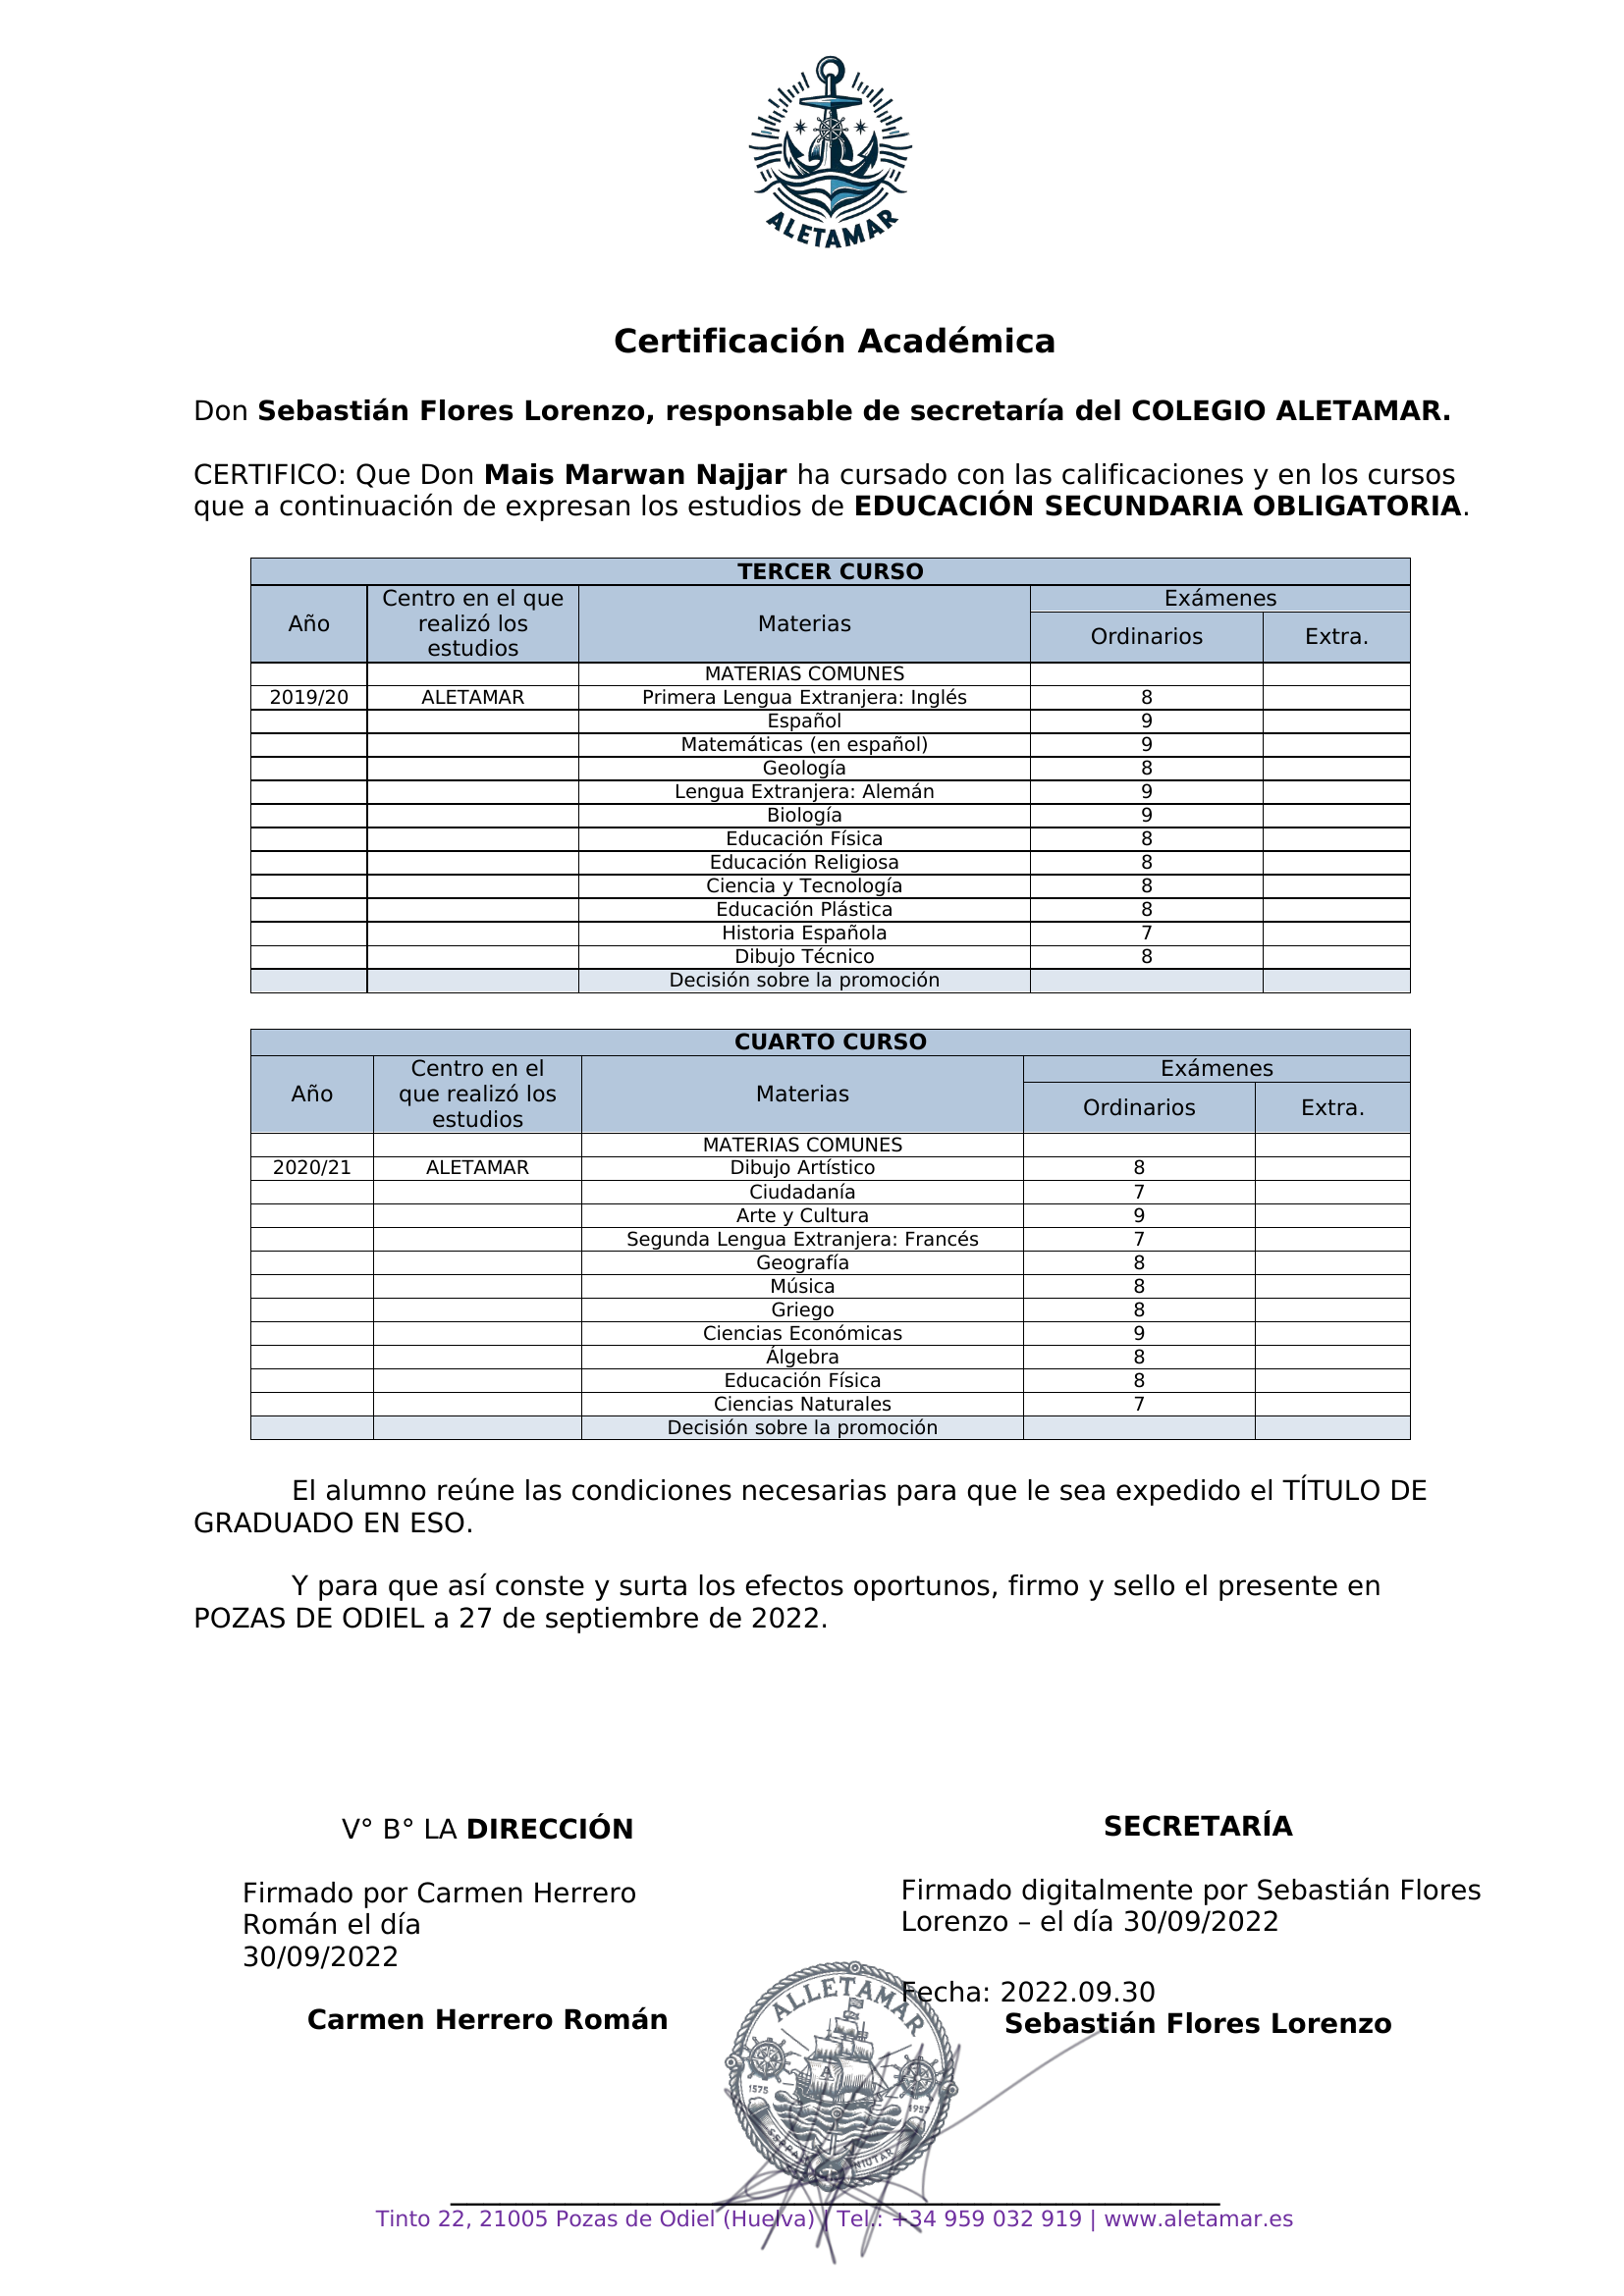 ALETAMAR
Certificación Académica
Don Sebastián Flores Lorenzo, responsable de secretaría del COLEGIO ALETAMAR.
CERTIFICO: Que Don Mais Marwan Najjar ha cursado con las calificaciones y en los cursos
que a continuación de expresan los estudios de EDUCACIÓN SECUNDARIA OBLIGATORIA.
TERCER CURSO
Año Centro en el que realizó los estudios Materias Exámenes
Ordinarios Extra.
MATERIAS COMUNES
2019/20 ALETAMAR Primera Lengua Extranjera: Inglés 8
Español 9
Matemáticas (en español) 9
Geología 8
Lengua Extranjera: Alemán 9
Biología 9
Educación Física 8
Educación Religiosa 8
Ciencia y Tecnología 8
Educación Plástica 8
Historia Española 7
Dibujo Técnico 8
Decisión sobre la promoción
CUARTO CURSO
Año Centro en el que realizó los estudios Materias Exámenes
Ordinarios Extra.
MATERIAS COMUNES
2020/21 ALETAMAR Dibujo Artístico 8
Ciudadanía 7
Arte y Cultura 9
Segunda Lengua Extranjera: Francés 7
Geografía 8
Música 8
Griego 8
Ciencias Económicas 9
Álgebra 8
Educación Física 8
Ciencias Naturales 7
Decisión sobre la promoción
El alumno reúne las condiciones necesarias para que le sea expedido el TÍTULO DE
GRADUADO EN ESO.
Y para que así conste y surta los efectos oportunos, firmo y sello el presente en
POZAS DE ODIEL a 27 de septiembre de 2022.
V° B° LA DIRECCIÓN
Firmado por Carmen Herrero
Román el día
30/09/2022
Carmen Herrero Román
SECRETARÍA
Firmado digitalmente por Sebastián Flores
Lorenzo – el día 30/09/2022
Fecha: 2022.09.30
Sebastián Flores Lorenzo
ALLETAMAR
A
1575
1957
Tinto 22, 21005 Pozas de Odiel (Huelva) | Tel.: +34 959 032 919 | www.aletamar.es